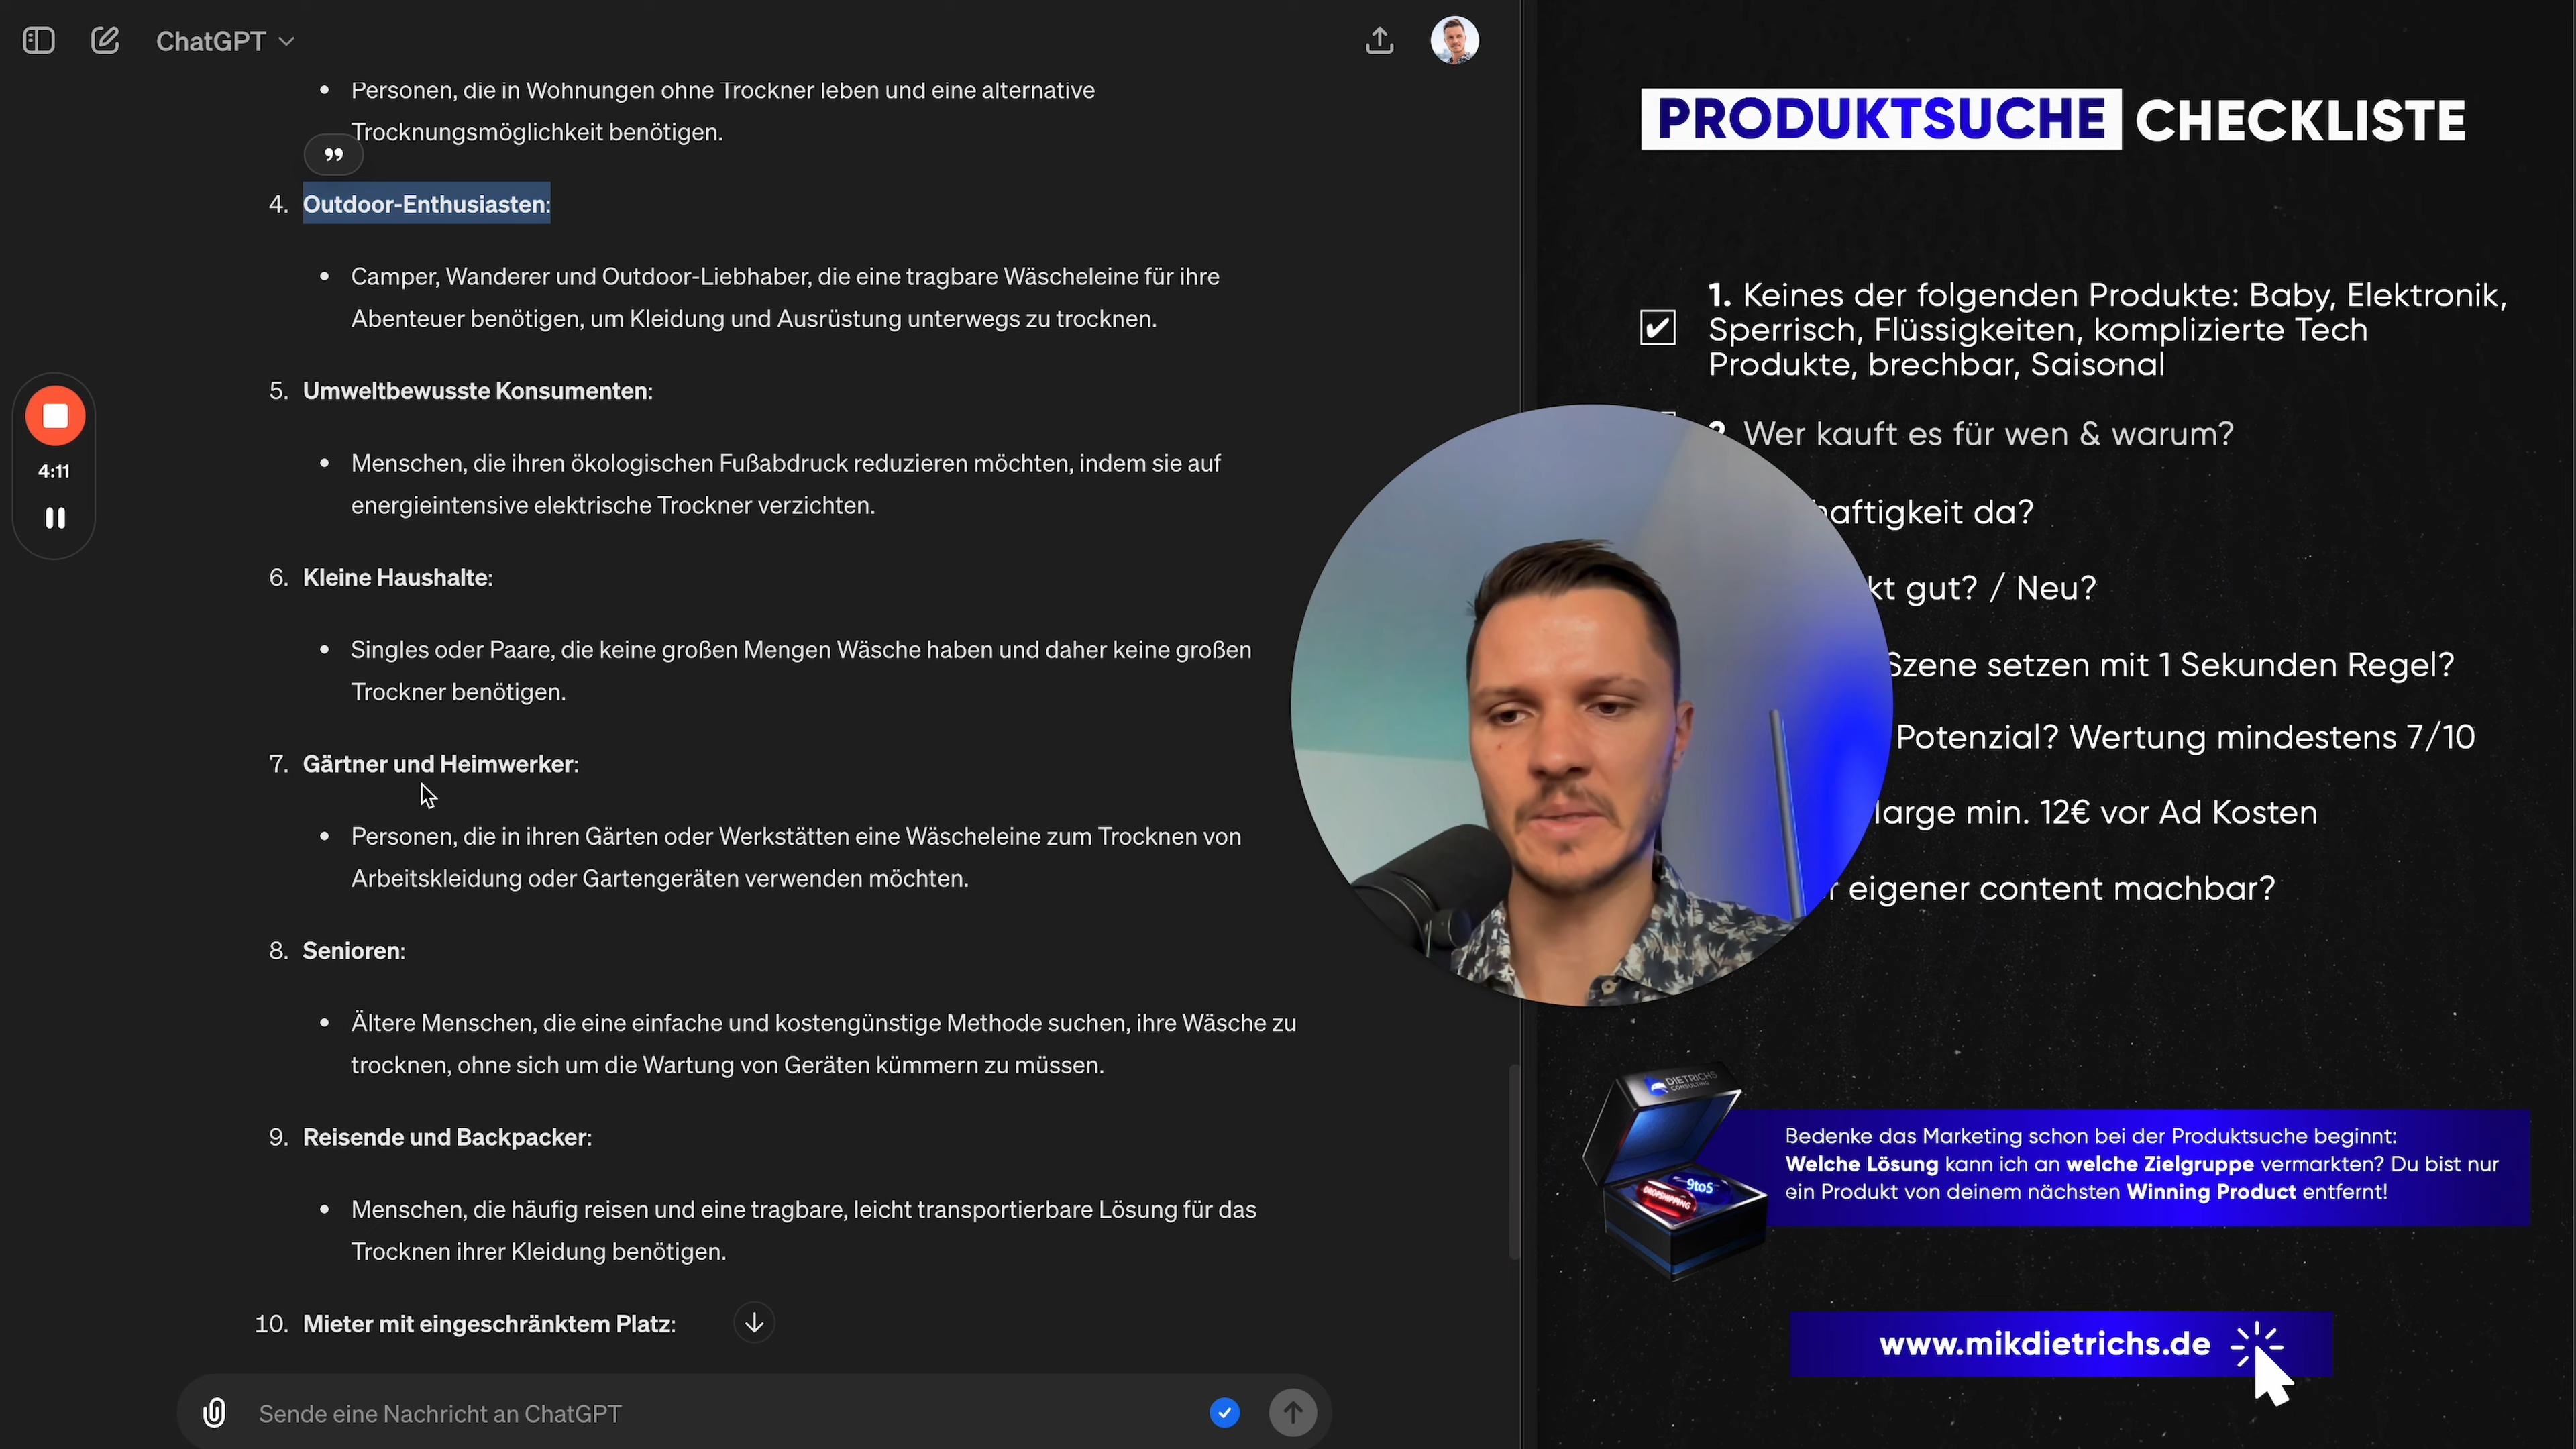 ChatGPT
Personen, die in Wohnungen ohne Trockner leben und eine alternative
Trocknungsmöglichkeit benötigen.
4. Outdoor-Enthusiasten:
Camper, Wanderer und Outdoor-Liebhaber, die eine tragbare Wäscheleine für ihre
Abenteuer benötigen, um Kleidung und Ausrüstung unterwegs zu trocknen.
5. Umweltbewusste Konsumenten:
Menschen, die ihren ökologischen Fußabdruck reduzieren möchten, indem sie auf
energieintensive elektrische Trockner verzichten.
6. Kleine Haushalte:
Singles oder Paare, die keine großen Mengen Wäsche haben und daher keine großen
Trockner benötigen.
7. Gärtner und Heimwerker:
Personen, die in ihren Gärten oder Werkstätten eine Wäscheleine zum Trocknen von
Arbeitskleidung oder Gartengeräten verwenden möchten.
8. Senioren:
Ältere Menschen, die eine einfache und kostengünstige Methode suchen, ihre Wäsche zu
trocknen, ohne sich um die Wartung von Geräten kümmern zu müssen.
9. Reisende und Backpacker:
Menschen, die häufig reisen und eine tragbare, leicht transportierbare Lösung für das
Trocknen ihrer Kleidung benötigen.
10. Mieter mit eingeschränktem Platz:
Sende eine Nachricht an ChatGPT
4:11
PRODUKTSUCHE CHECKLISTE
1. Keines der folgenden Produkte: Baby, Elektronik,
Sperrisch, Flüssigkeiten, komplizierte Tech
Produkte, brechbar, Saisonal
Wer kauft es für wen & warum?
haftigkeit da?
kt gut? / Neu?
Szene setzen mit 1 Sekunden Regel?
Potenzial? Wertung mindestens 7/10
arge min. 12€ vor Ad Kosten
r eigener content machbar?
DIETRICHS
CONSULTING
9to5
DROPSHIPPING
Bedenke das Marketing schon bei der Produktsuche beginnt:
Welche Lösung kann ich an welche Zielgruppe vermarkten? Du bist nur
ein Produkt von deinem nächsten Winning Product entfernt!
www.mikdietrichs.de